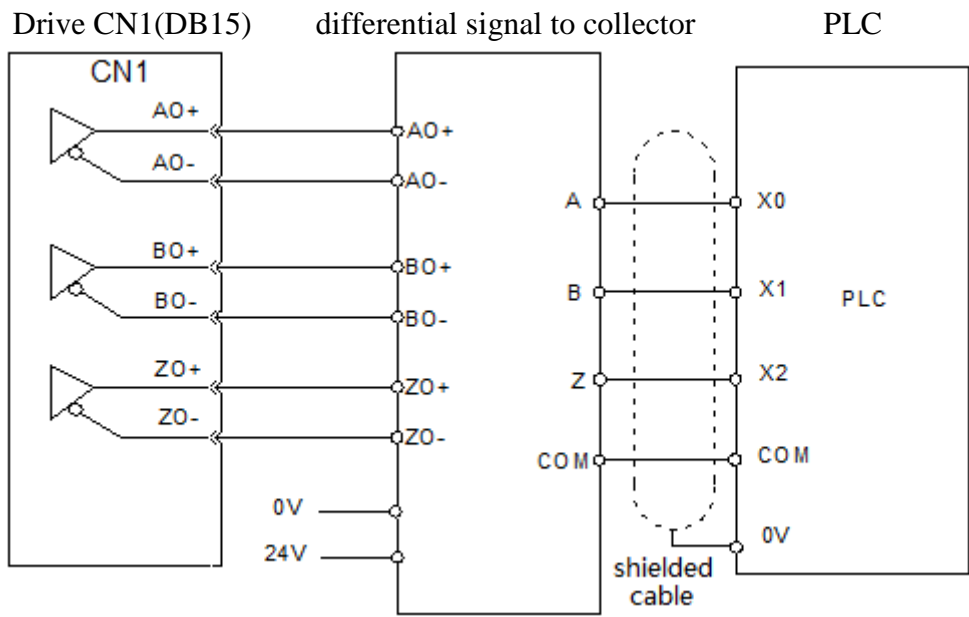 Drive CN1(DB15)
differential signal to collector
PLC
CN1
AO+
AO-
BO+
BO-
ZO+
ZO-
0V
24V
AO+
AO-
BO+
BO-
ZO+
ZO-
A
B
Z
COM
shielded
cable
X0
X1
X2
COM
0V
PLC